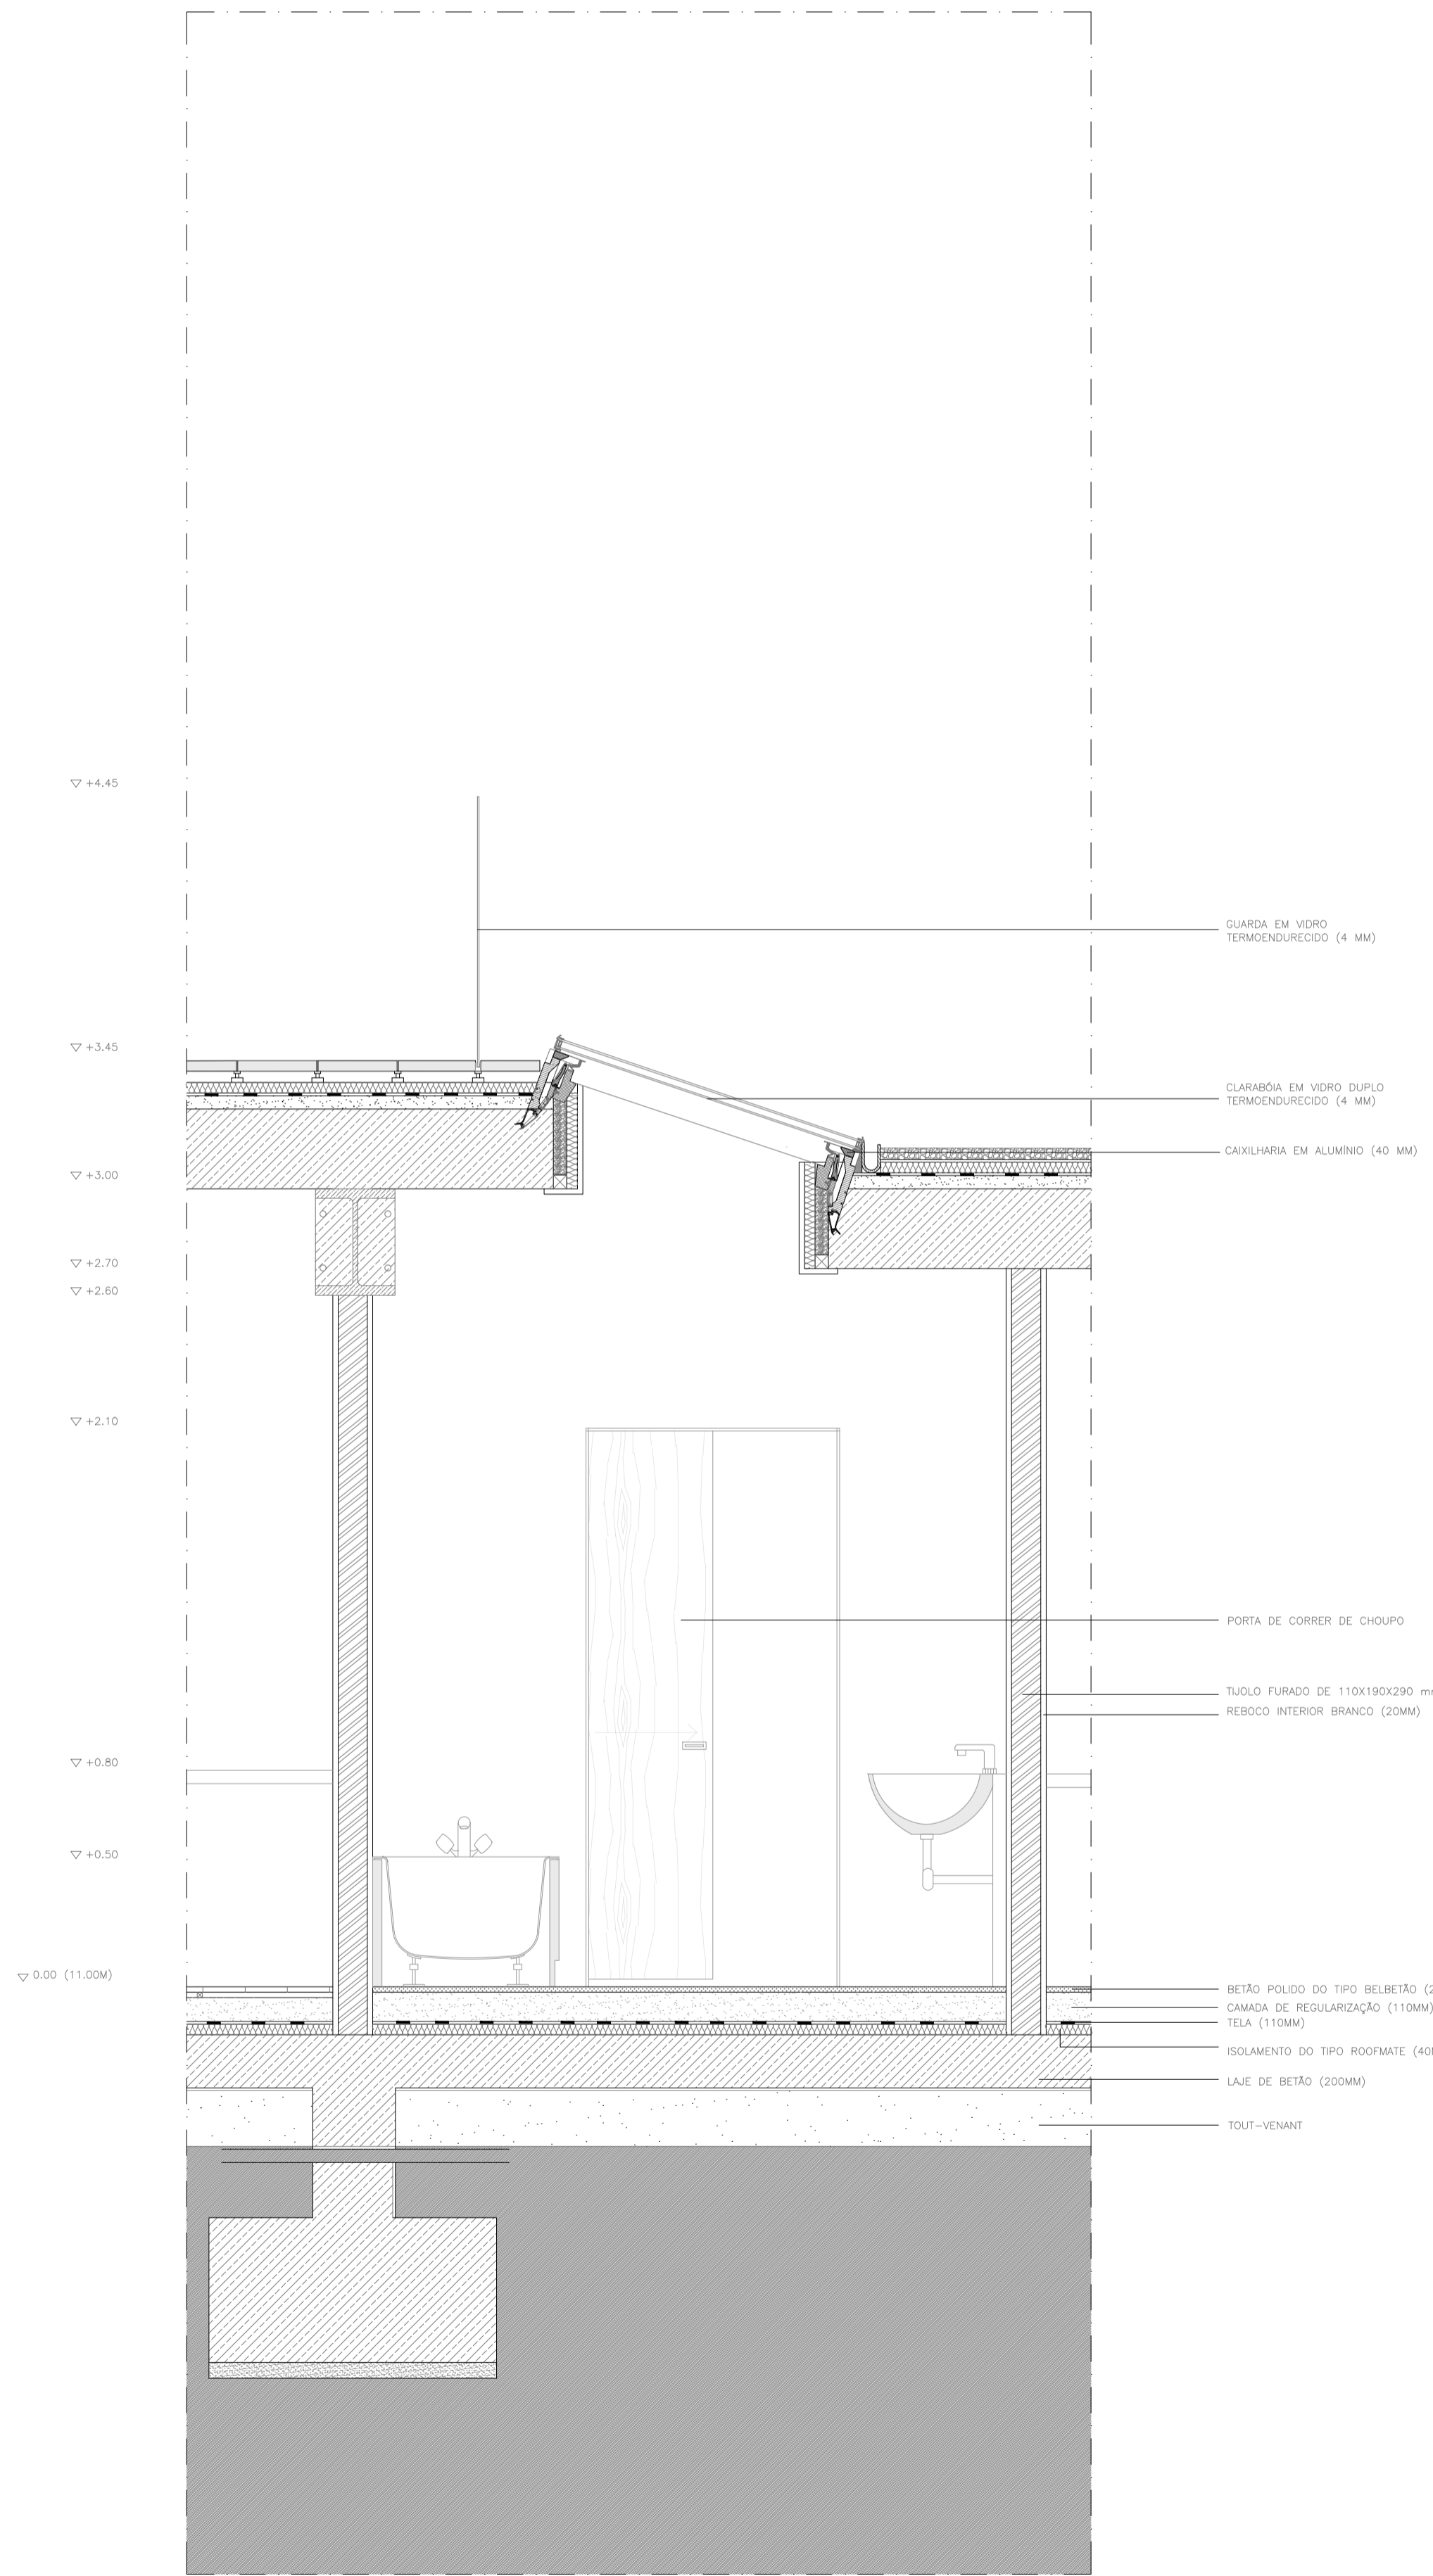 +4.45
GUARDA EM VIDRO
TERMOENDURECIDO (4 MM)
+3.45
CLARABÓIA EM VIDRO DUPLO
TERMOENDURECIDO (4 MM)
CAIXILHARIA EM ALUMÍNIO (40 MM)
+3.00
+2.70
+2.60
+2.10
PORTA DE CORRER DE CHOUPO
TIJOLO FURADO DE 110X190X290
REBOCO INTERIOR BRANCO (20MM)
+0.80
+0.50
0.00 (11.00M)
BETÃO POLIDO DO TIPO BELBETÃO
CAMADA DE REGULARIZAÇÃO (110MM)
TELA (110MM)
ISOLAMENTO DO TIPO ROOFMATE
LAJE DE BETÃO (200MM)
TOUT-VENANT